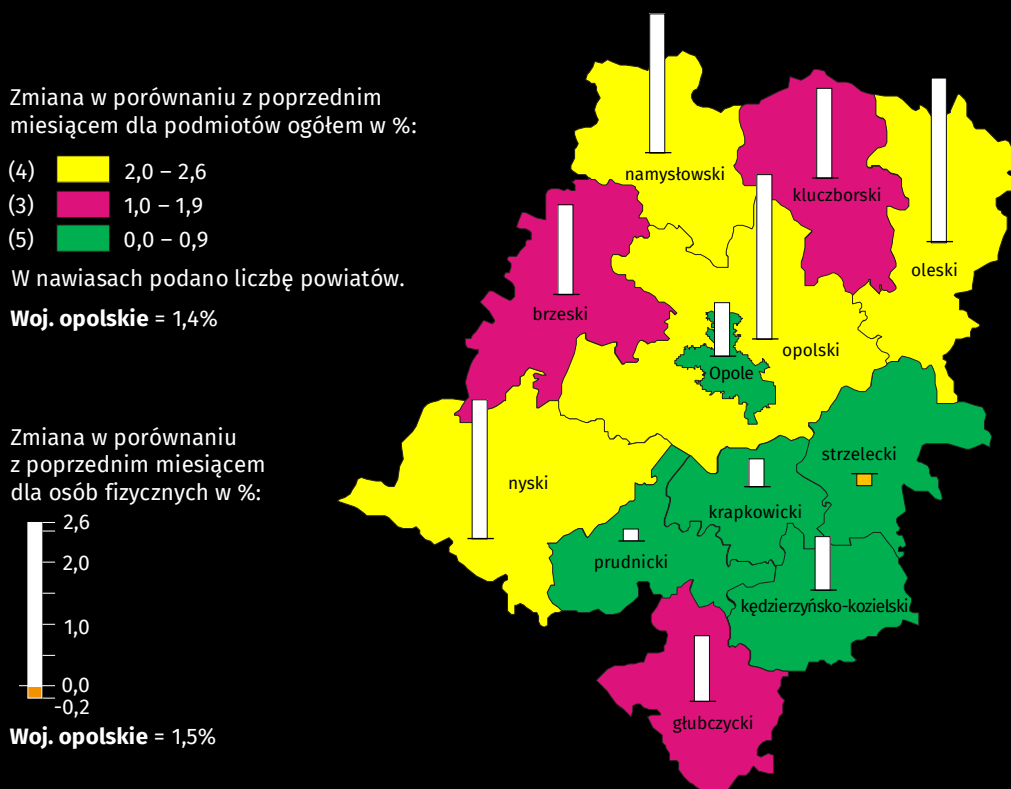 Zmiana w porównaniu z poprzednim
miesiącem dla podmiotów ogółem w %:
(4) 2,0 – 2,6
(3) 1,0 – 1,9
(5) 0,0 – 0,9
W nawiasach podano liczbę powiatów.
Woj. opolskie = 1,4%
Zmiana w porównaniu
z poprzednim miesiącem
dla osób fizycznych w %:
2,6
2,0
1,0
0,0
-0,2
Woj. opolskie = 1,5%
namysłowski
kluczborski
oleski
brzeski
opolski
Opole
strzelecki
nyski
krapkowicki
prudnicki
kędzierzyńsko-kozielski
głubczycki